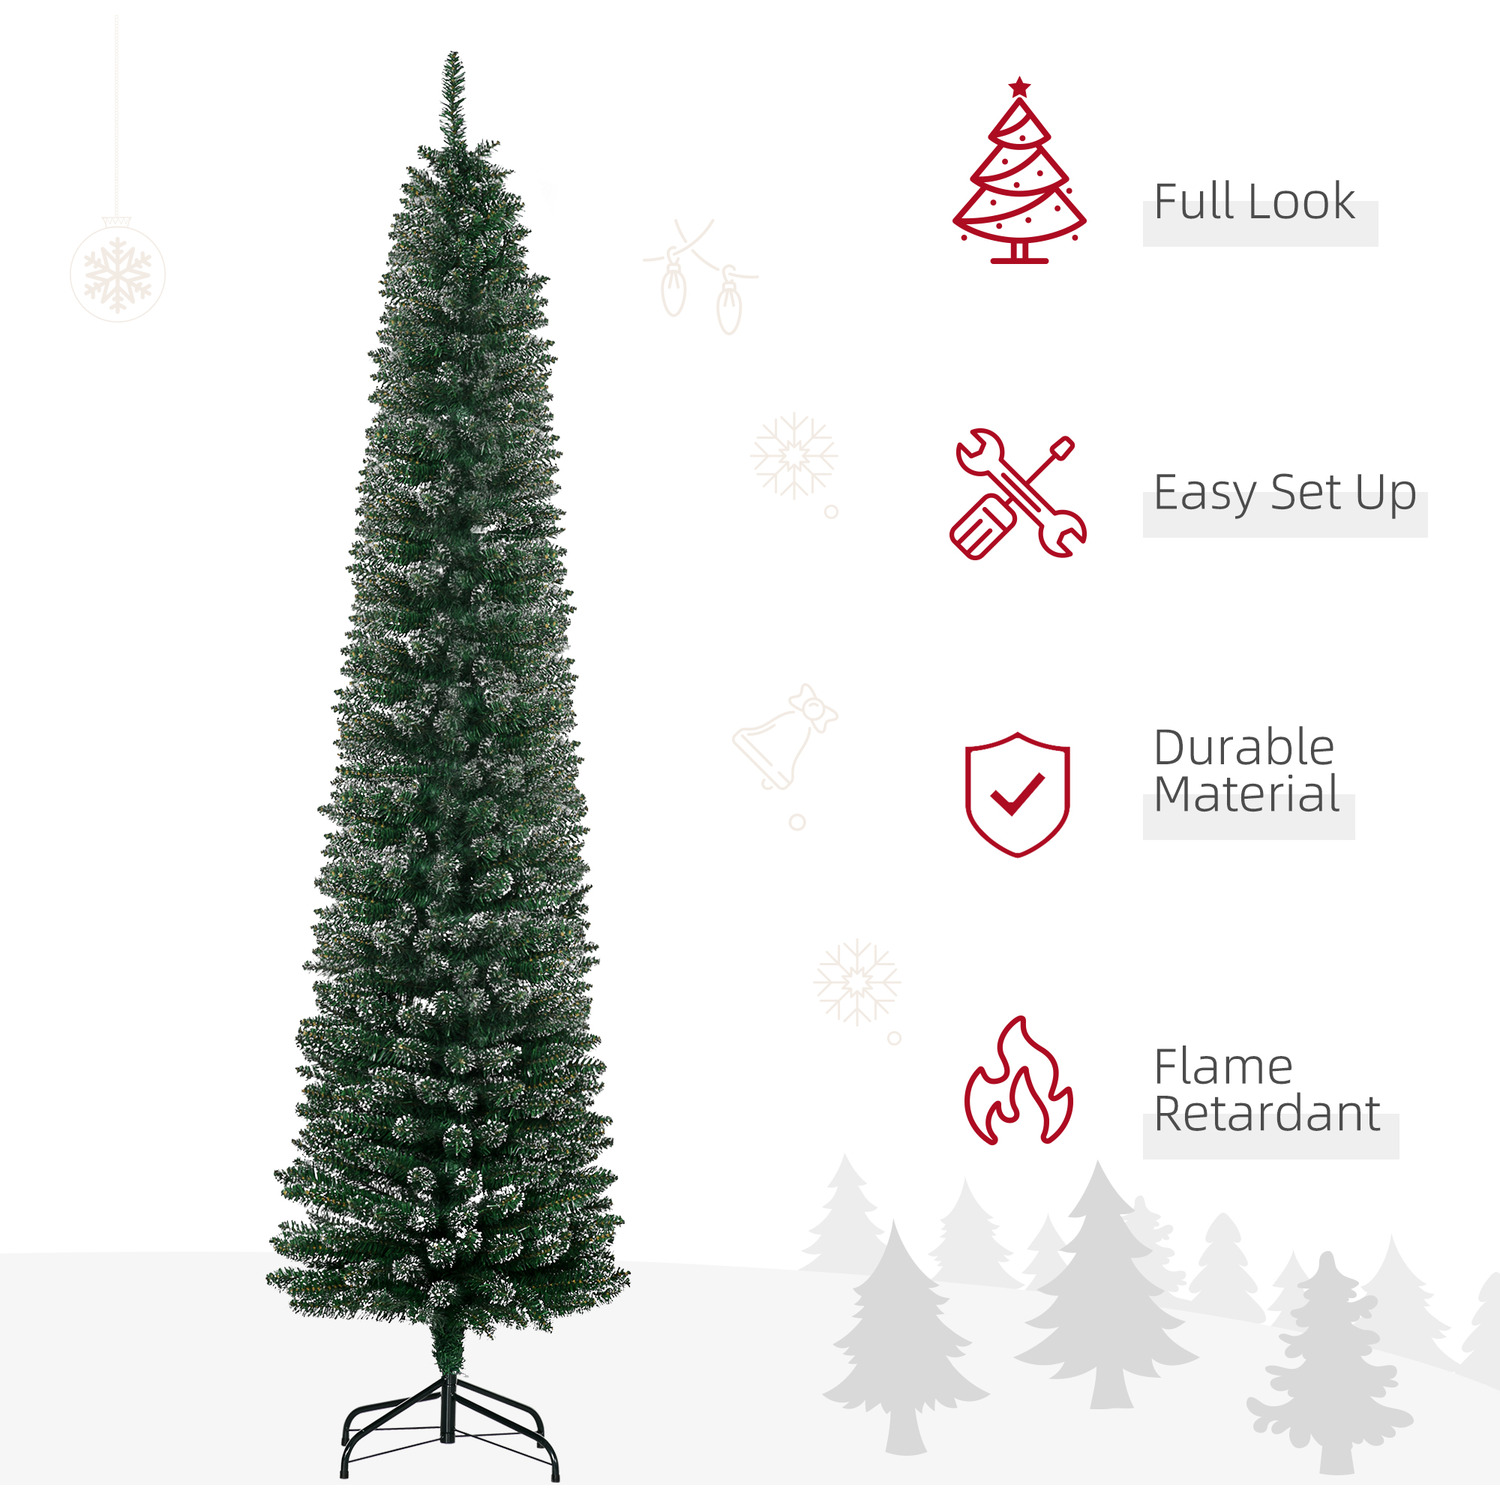 Full Look
Easy Set Up
Durable
Material
Flame
Retardant